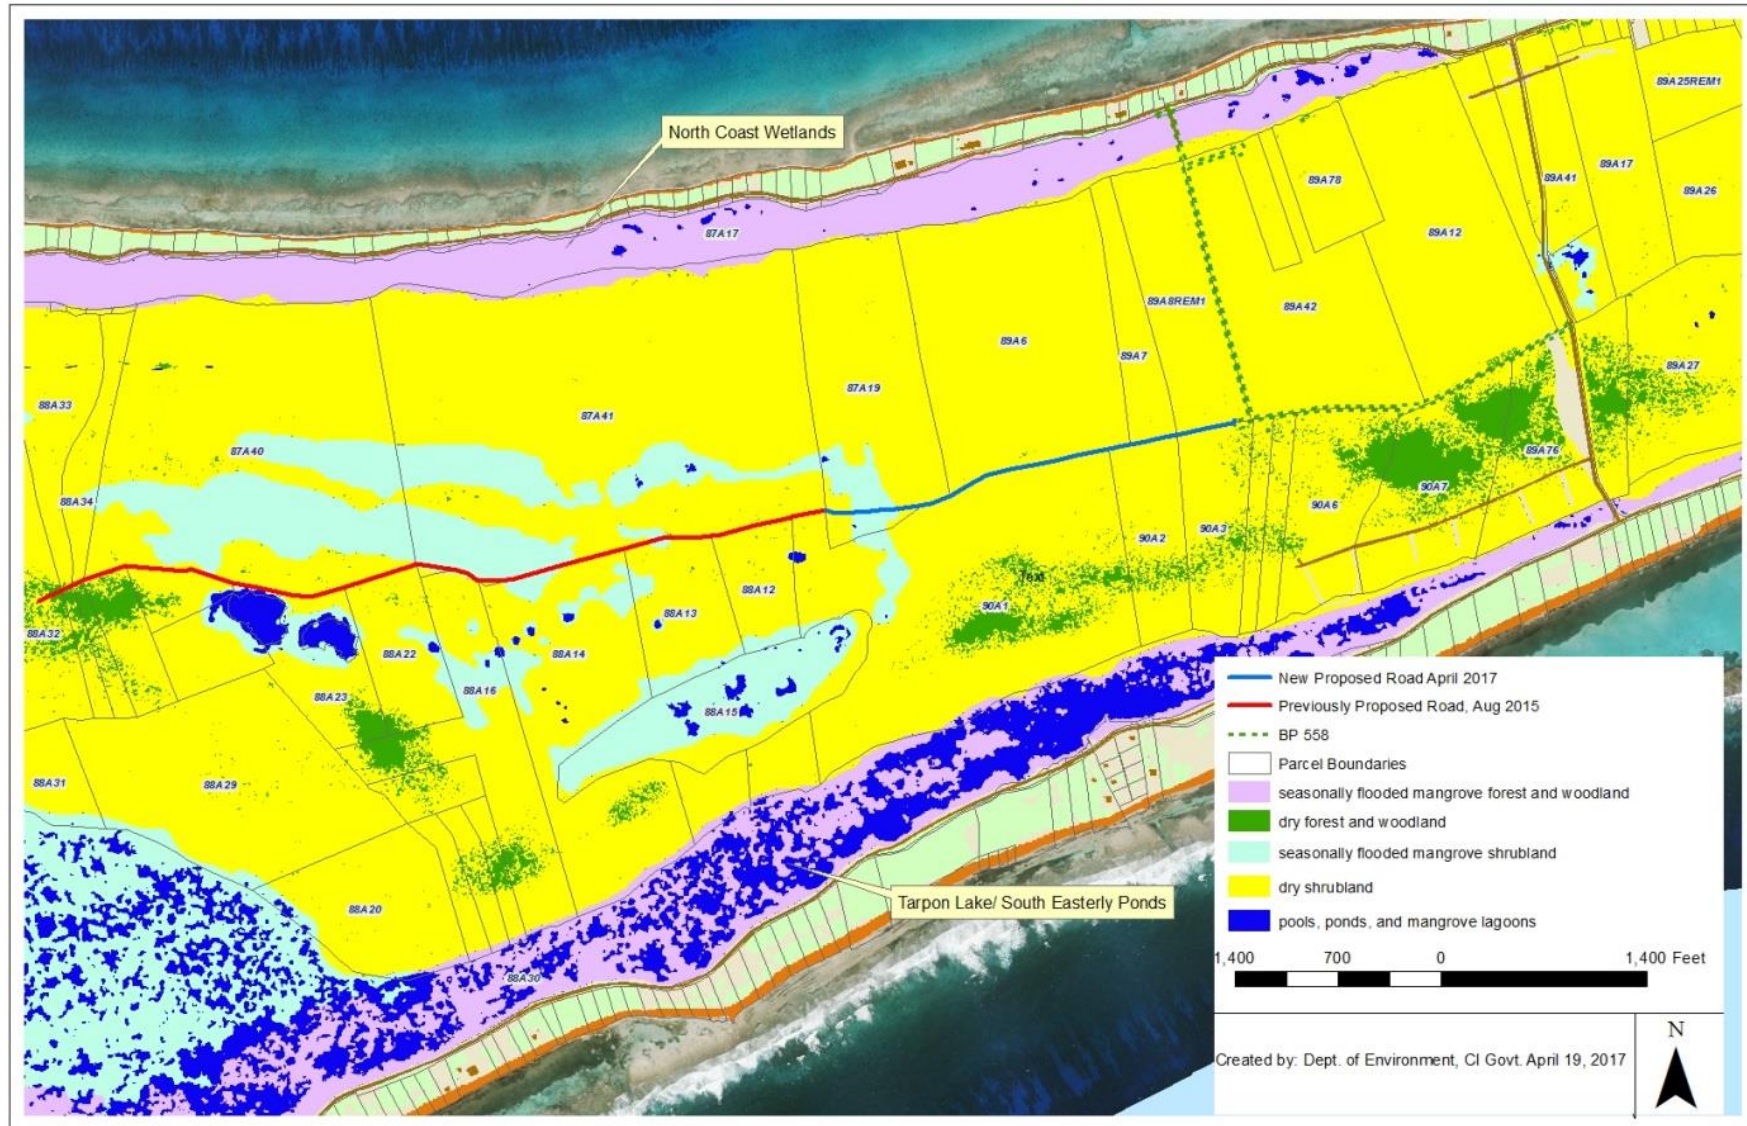 89A25REM1
North Coast Wetlands
89A41
89A17
89A78
89A26
87A17
89A12
89A8REM1
89A42
89A6
89A7
89A27
87A19
88A33
87A41
87A40
89A76
88A34
90A7
90A6
90A3
90A2
Text
88A12
90A1
88A13
88A32
88A22
88A14
88A16
88A23
88A15
88A31
88A29
88A20
88A30
Tarpon Lake/ South Easterly Ponds
New Proposed Road April 2017
Previously Proposed Road, Aug 2015
BP 558
Parcel Boundaries
seasonally flooded mangrove forest and woodland
dry forest and woodland
seasonally flooded mangrove shrubland
dry shrubland
pools, ponds, and mangrove lagoons
1,400 700 0 1,400 Feet
Created by: Dept. of Environment, CI Govt. April 19, 2017
N